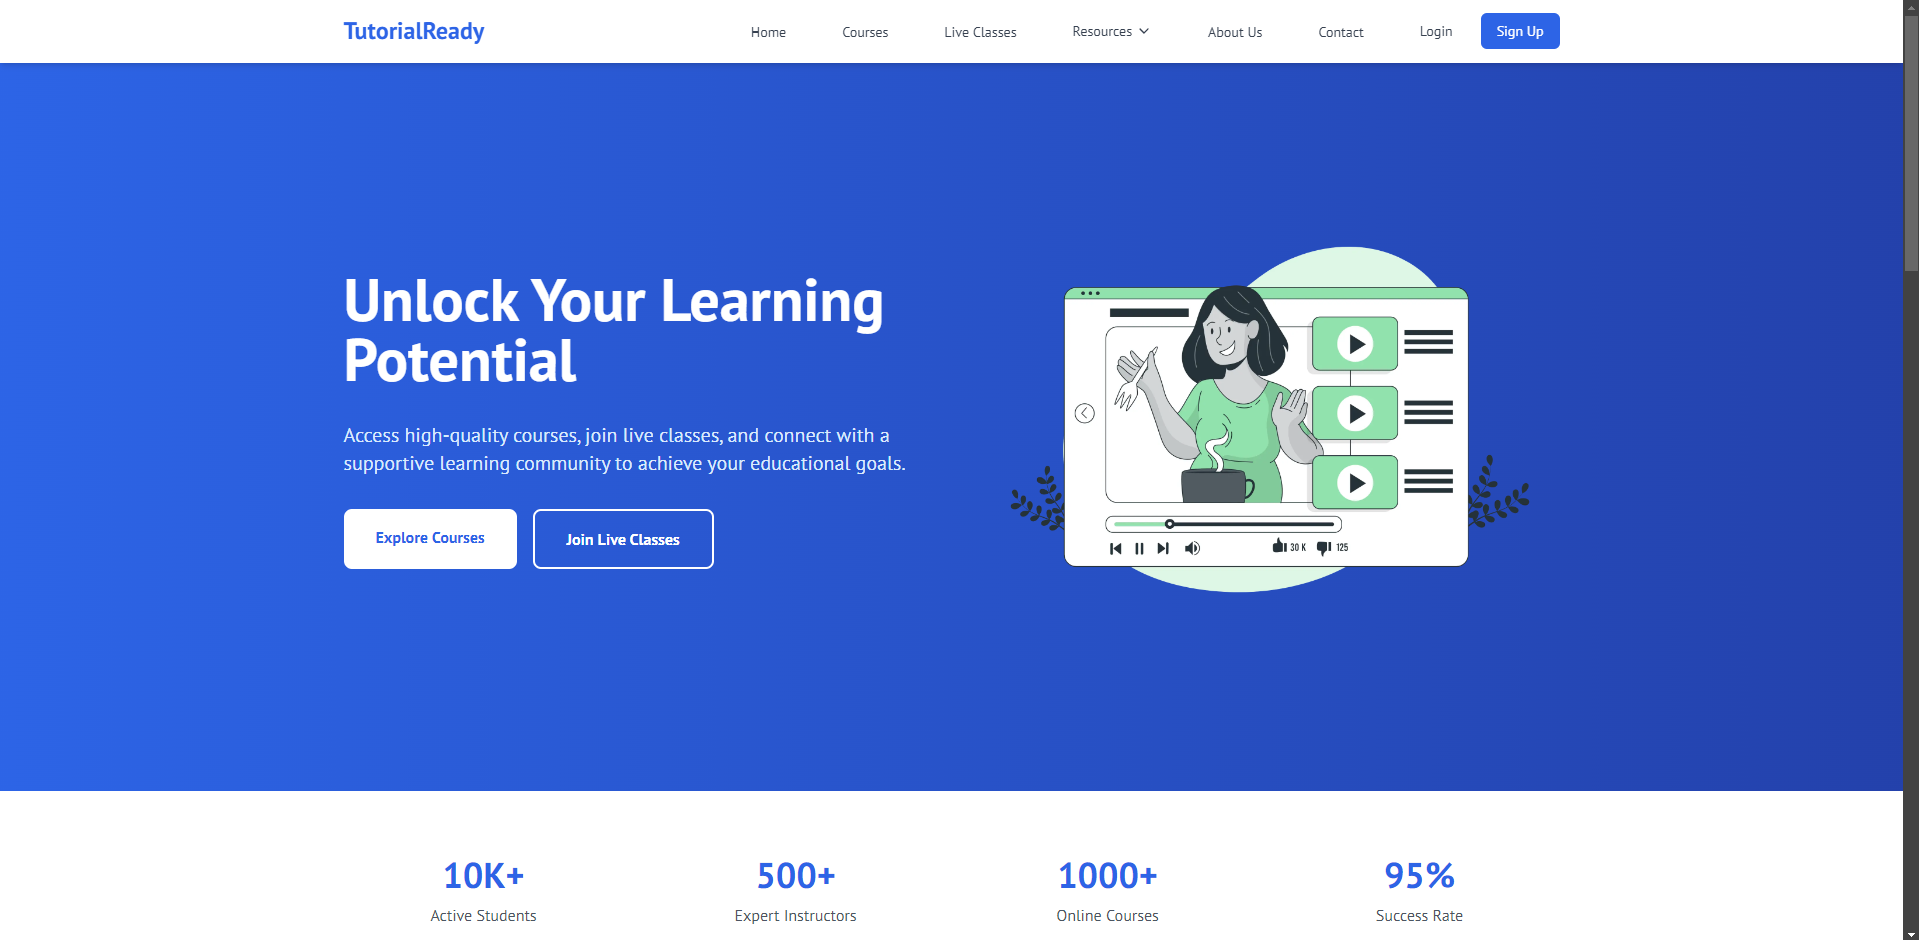 TutorialReady
Home
Courses
Live Classes
Resources
About Us
Contact
Login
Sign Up
Unlock Your Learning
Potential
Access high-quality courses, join live classes, and connect with a
supportive learning community to achieve your educational goals.
Explore Courses
Join Live Classes
30 K
125
10K+
500+
1000+
95%
Active Students
Expert Instructors
Online Courses
Success Rate